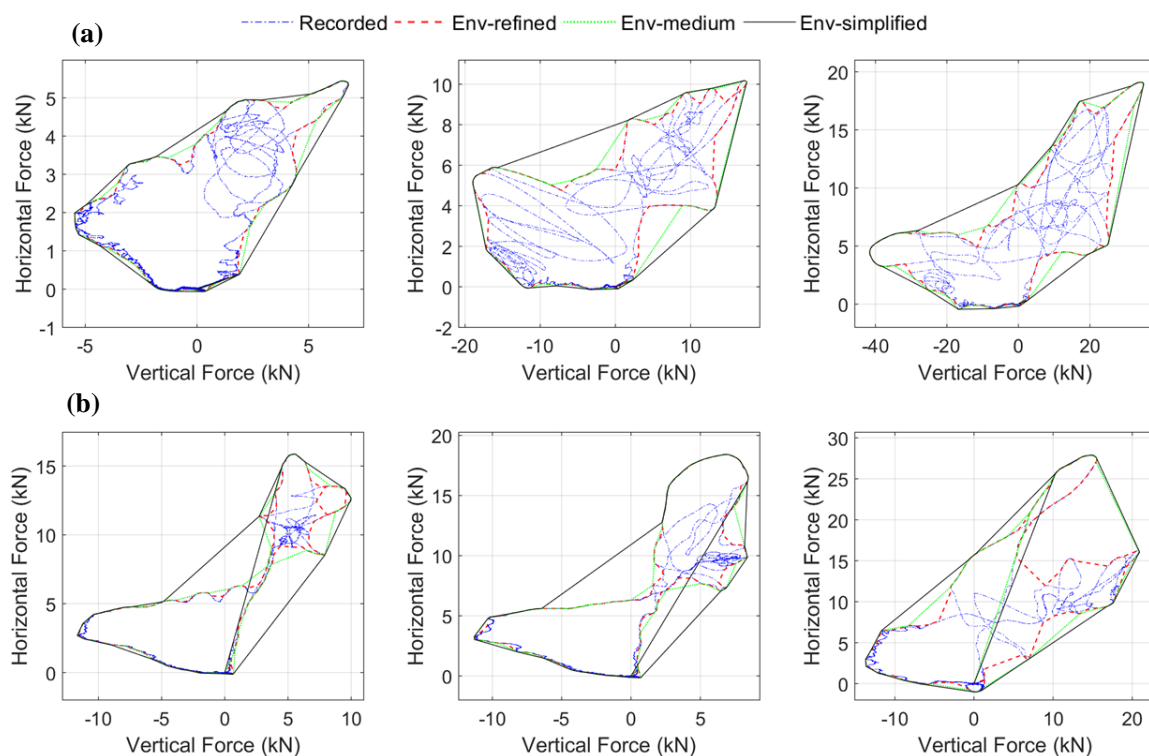 (a)
Recorded Env-refined Env-medium Env-simplified
5
4
3
2
1
0
-1
-5 0 5
Horizontal Force (kN)
Vertical Force (kN)
10
8
6
4
2
0
-2
-20 -10 0 10
Horizontal Force (kN)
Vertical Force (kN)
20
15
10
5
0
-40 -20 0 20
Horizontal Force (kN)
Vertical Force (kN)
(b)
15
10
5
0
-10 -5 0 5 10
Horizontal Force (kN)
Vertical Force (kN)
20
15
10
5
0
-10 -5 0 5
Horizontal Force (kN)
Vertical Force (kN)
30
25
20
15
10
5
0
-10 0 10 20
Horizontal Force (kN)
Vertical Force (kN)